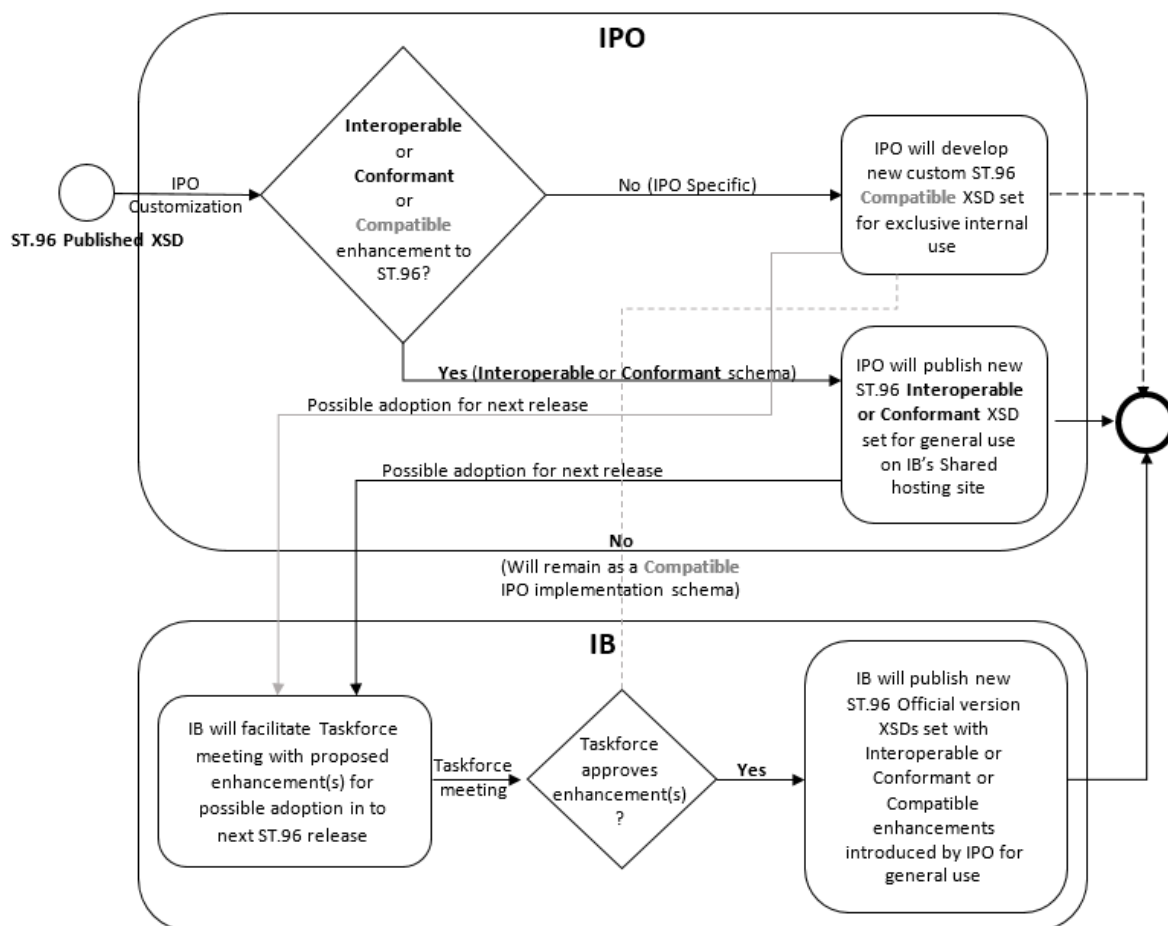 IPO
Interoperable
or
Conformant
or
Compatible
enhancement to
ST.96?
IPO
Customization
ST.96 Published XSD
No (IPO Specific)
IPO will develop
new custom ST.96
Compatible XSD set
for exclusive internal
use
Yes (Interoperable or Conformant schema)
Possible adoption for next release
IPO will publish new
ST.96 Interoperable
or Conformant XSD
set for general use
on IB's Shared
hosting site
Possible adoption for next release
No
(Will remain as a Compatible
IPO implementation schema)
IB
IB will facilitate Taskforce
meeting with proposed
enhancement(s) for
possible adoption in to
next ST.96 release
Taskforce
meeting
Taskforce
approves
enhancement(s)
?
Yes
IB will publish new
ST.96 Official version
XSDs set with
Interoperable or
Conformant or
Compatible
enhancements
introduced by IPO for
general use